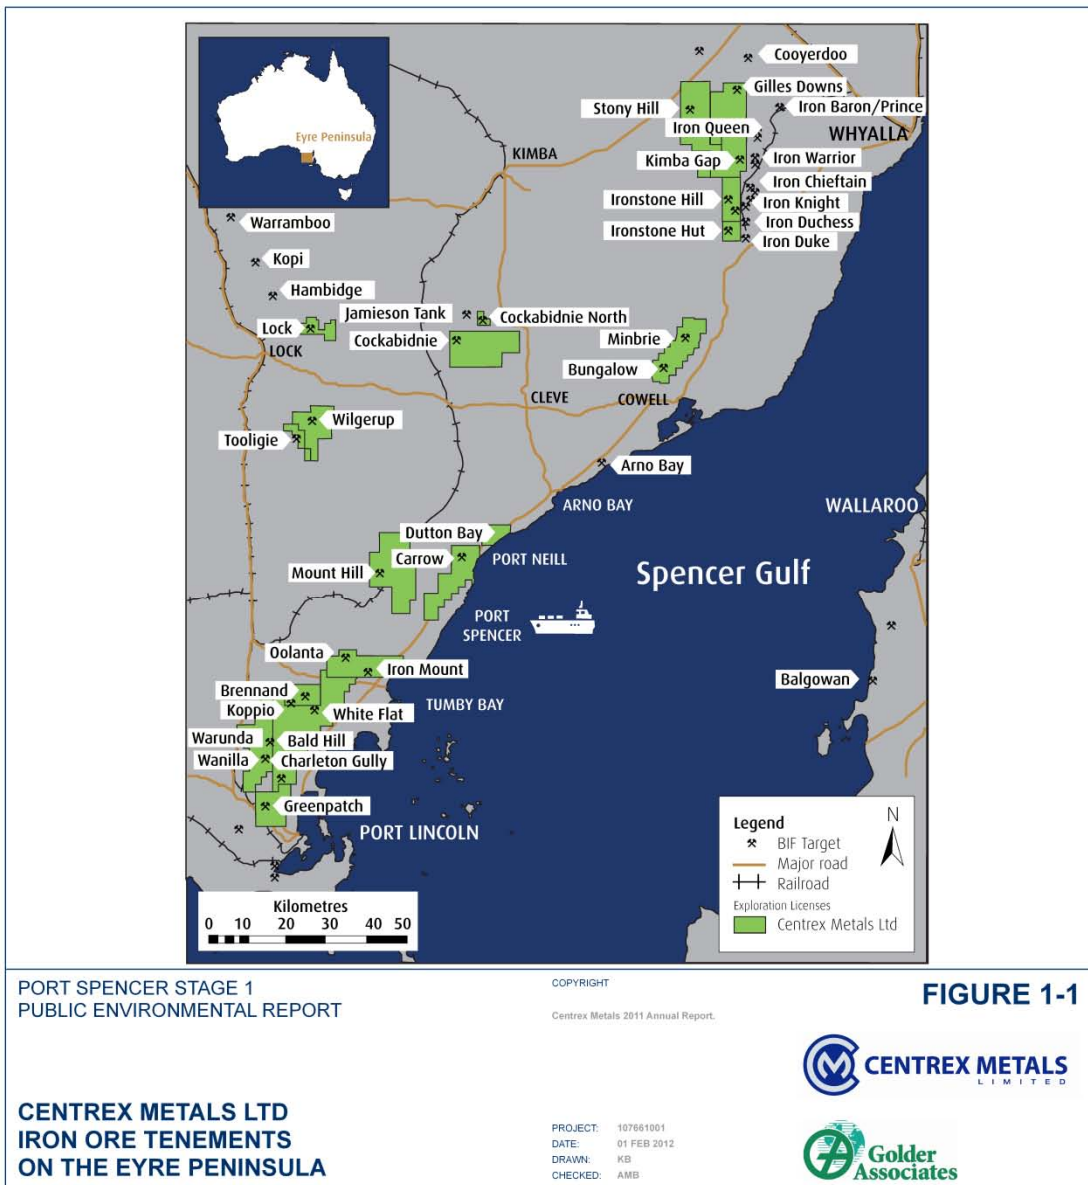 Cooyerdoo
Gilles Downs
Stony Hill
Iron Baron/Prince
Iron Queen
WHYALLA
Eyre Peninsula
KIMBA
Kimba Gap
Iron Warrior
Iron Chieftain
Ironstone Hill
Iron Knight
Warramboo
Iron Duchess
Ironstone Hut
Iron Duke
Kopi
Hambidge
Jamieson Tank
Cockabidnie North
Lock
Cockabidnie
Minbrie
LOCK
Bungalow
CLEVE
COWELL
Wilgerup
Tooligie
Arno Bay
ARNO BAY
WALLAROO
Dutton Bay
Carrow
PORT NEILL
Mount Hill
Spencer Gulf
PORT
SPENCER
Oolanta
Iron Mount
Balgowan
Brennand
Koppio
White Flat
TUMBY BAY
Warunda
Bald Hill
Wanilla
Charleton Gully
Greenpatch
PORT LINCOLN
Legend
N
BIF Target
Major road
Railroad
Exploration Licenses
Centrex Metals Ltd
Kilometres
0 10 20 30 40 50
PORT SPENCER STAGE 1
PUBLIC ENVIRONMENTAL REPORT
COPYRIGHT
Centrex Metals 2011 Annual Report.
FIGURE 1-1
CENTREX METALS
LIMITED
CENTREX METALS LTD
IRON ORE TENEMENTS
ON THE EYRE PENINSULA
PROJECT: 107661001
DATE: 01 FEB 2012
DRAWN: KB
CHECKED: AMB
Golder
Associates